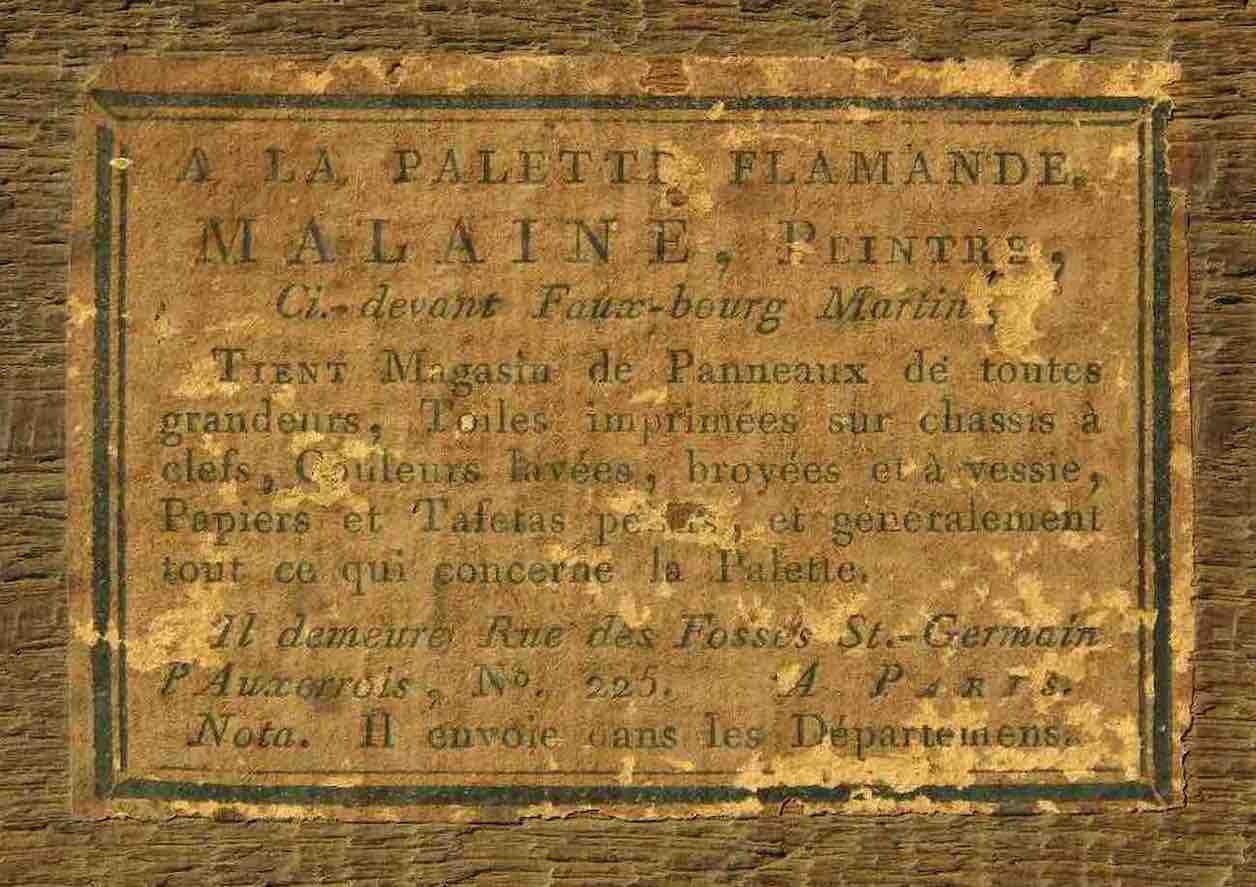 A LA PALETTE FLAMANDE.
MALAINE, PEINTRE,
Ci-devant Faux-bourg Martin,
TIENT Magasin de Panneaux de toutes
grandeurs, Toiles imprimées sur chassis à
clefs, Couleurs lavées, broyées et à vessie,
Papiers et Tafetas et généralement
tout ce qui concerne la Palette.
Il demeure Rue des Fossés St.-Germain
l'Auxerrois, Nº. 225. A PARIS.
Nota. Il envoie dans les Départemens.